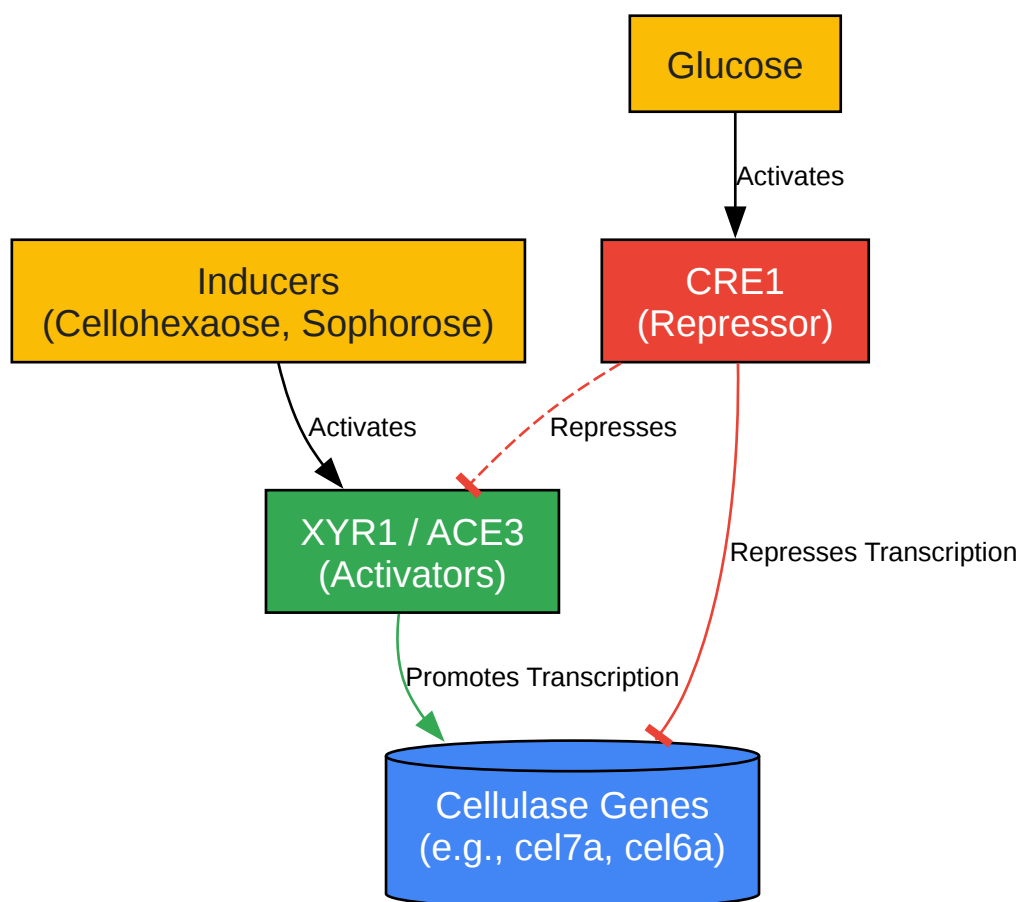 Glucose
Activates
Inducers
(Cellohexaose, Sophorose)
CRE1
(Repressor)
Activates
Represses
XYR1 / ACE3
(Activators)
Represses Transcription
Promotes Transcription
Cellulase Genes
(e.g., cel7a, cel6a)